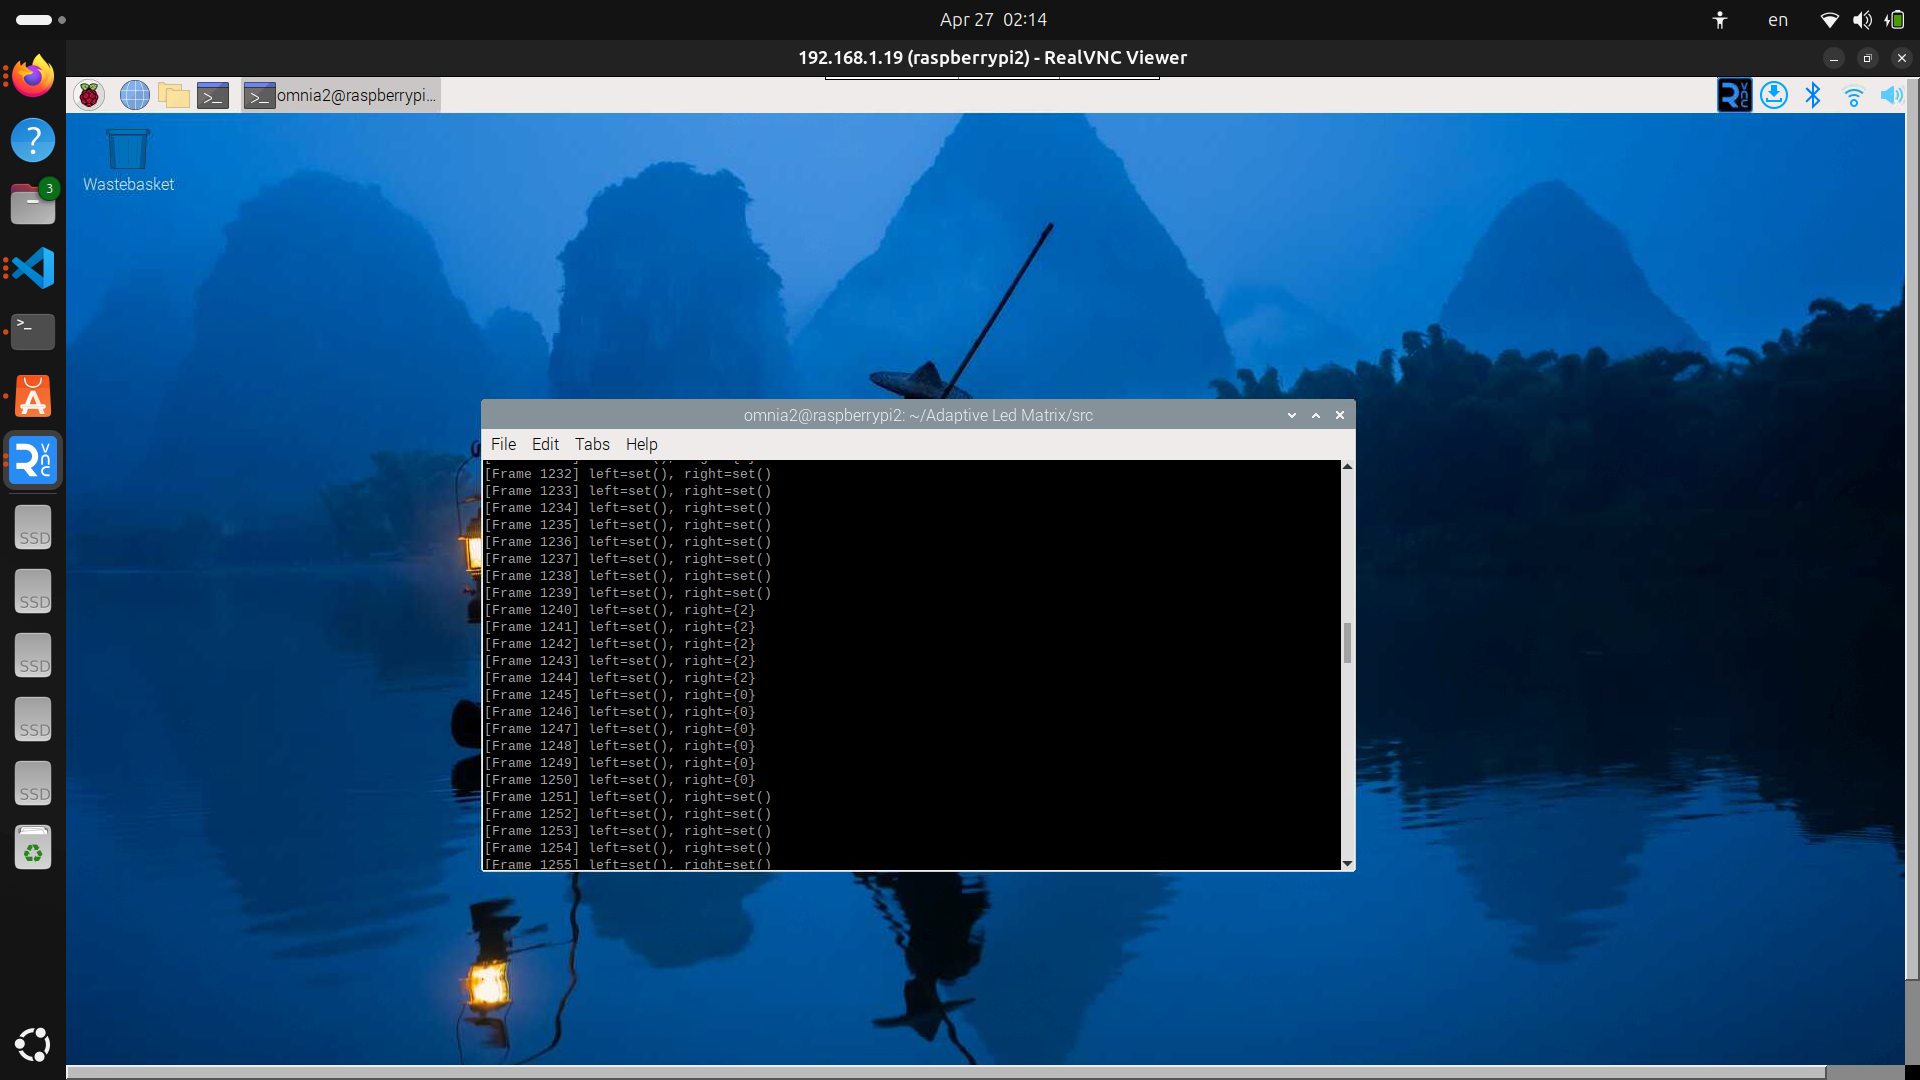 Apr 27 02:14
en
192.168.1.19 (raspberrypi2) - RealVNC Viewer
omnia2@raspberrypi...
Wastebasket
3
SSD
SSD
SSD
SSD
SSD
omnia2@raspberrypi2: ~/Adaptive Led Matrix/src
File Edit Tabs Help
[Frame 1232] left=set(), right=set()
[Frame 1233] left=set(), right=set()
[Frame 1234] left=set(), right=set()
[Frame 1235] left=set(), right=set()
[Frame 1236] left=set(), right=set()
[Frame 1237] left=set(), right=set()
[Frame 1238] left=set(), right=set()
[Frame 1239] left=set(), right=set()
[Frame 1240] left=set(), right={2}
[Frame 1241] left=set(), right={2}
[Frame 1242] left=set(), right={2}
[Frame 1243] left=set(), right={2}
[Frame 1244] left=set(), right={2}
[Frame 1245] left=set(), right={0}
[Frame 1246] left=set(), right={0}
[Frame 1247] left=set(), right={0}
[Frame 1248] left=set(), right={0}
[Frame 1249] left=set(), right={0}
[Frame 1250] left=set(), right={0}
[Frame 1251] left=set(), right=set()
[Frame 1252] left=set(), right=set()
[Frame 1253] left=set(), right=set()
[Frame 1254] left=set(), right=set()
[Frame 1255] left=set(), right=set()